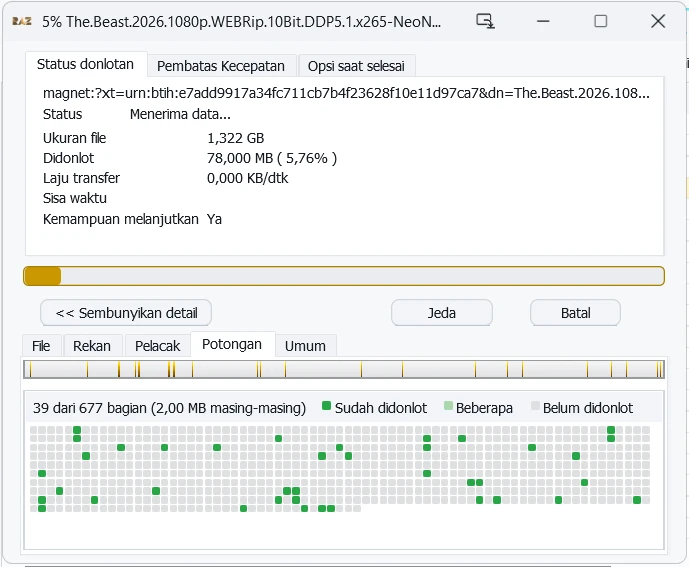 RAZ 5% The.Beast.2026.1080p.WEBRip.10Bit.DDP5.1.x265-NeoN...
Status donlotan Pembatas Kecepatan Opsi saat selesai
magnet:?xt=urn:btih:e7add9917a34fc711cb7b4f23628f10e11d97ca7&dn=The.Beast.2026.108...
Status Menerima data...
Ukuran file 1,322 GB
Didonlot 78,000 MB ( 5,76% )
Laju transfer 0,000 KB/dtk
Sisa waktu
Kemampuan melanjutkan Ya
<< Sembunyikan detail Jeda Batal
File Rekan Pelacak Potongan Umum
39 dari 677 bagian (2,00 MB masing-masing) Sudah didonlot Beberapa Belum didonlot